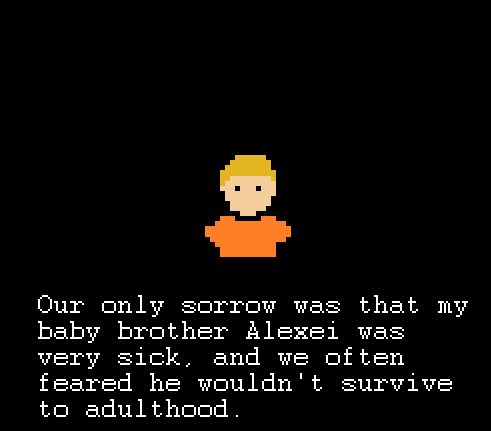 Our only sorrow was that my
baby brother Alexei was
very sick, and we often
feared he wouldn't survive
to adulthood.